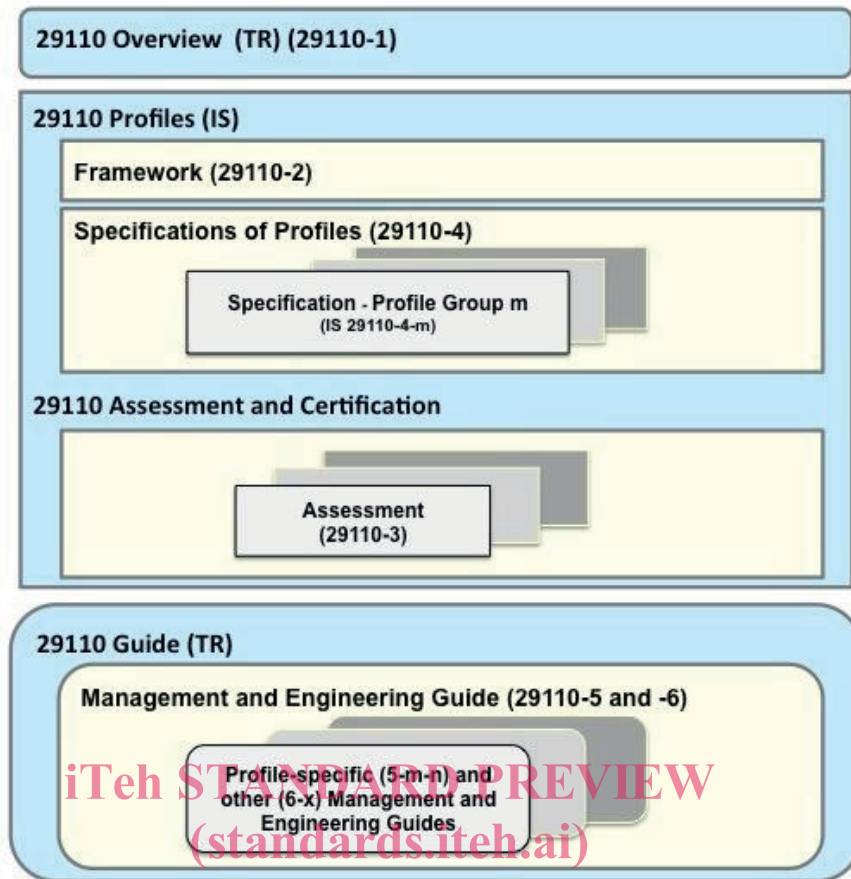 29110 Overview (TR) (29110-1)
29110 Profiles (IS)
Framework (29110-2)
Specifications of Profiles (29110-4)
Specification - Profile Group m
(IS 29110-4-m)
29110 Assessment and Certification
Assessment
(29110-3)
29110 Guide (TR)
Management and Engineering Guide (29110-5 and -6)
Profile-specific (5-m-n) and
other (6-x) Management and
Engineering Guides
iTeh STANDARD PREVIEW
(standards.iteh.ai)